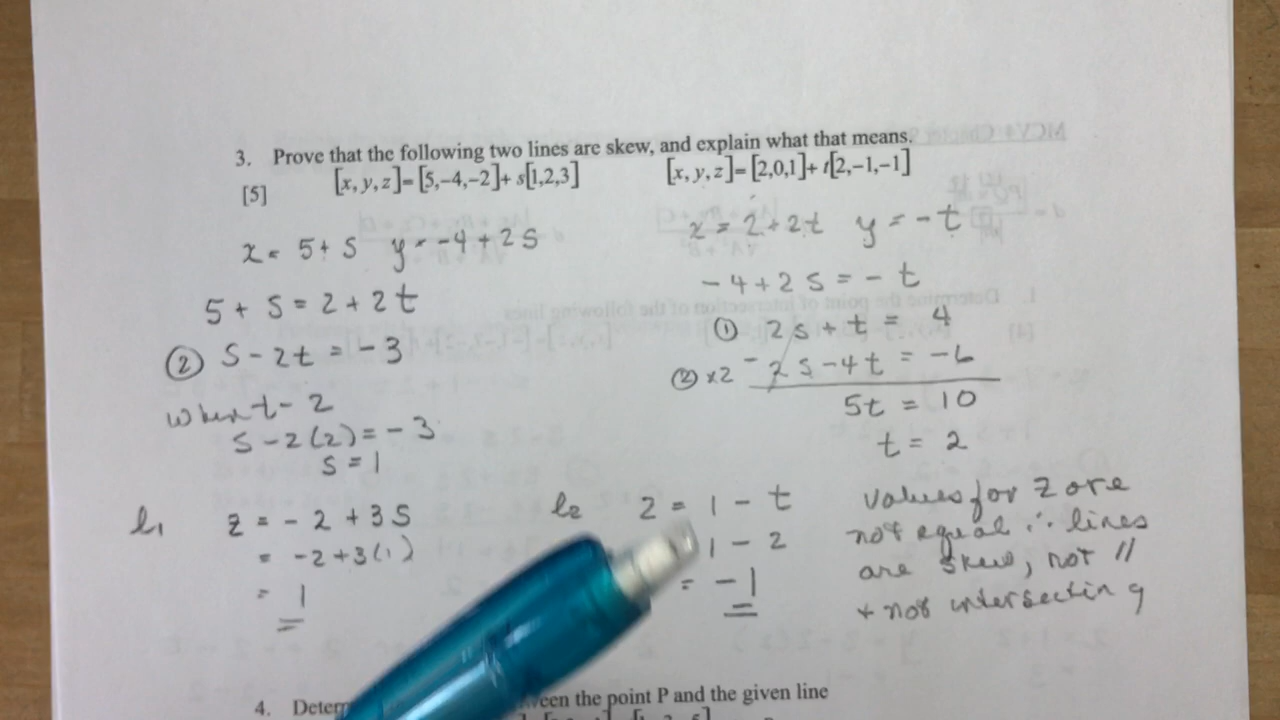 3. Prove that the following two lines are skew, and explain what that means.
[5] [x, y, z]=[5,-4,-2]+ s[1,2,3] [x, y, z]=[2,0,1]+ t[2,-1,-1]
x = 5 + s y = -4 + 2s x = 2 + 2t y = -t
5 + s = 2 + 2t -4 + 2s = -t
② s - 2t = -3 ① 2s + t = 4
② x2 - 2s - 4t = -6
when t - 2 5t = 10
s - 2(2) = -3 t = 2
s = 1
l₁ z = -2 + 3s l₂ z = 1 - t values for z are
= -2 + 3(1) 1 - 2 not equal ∴ lines
= 1 = -1 are skew, not //
+ not intersecting
4. between the point P and the given line